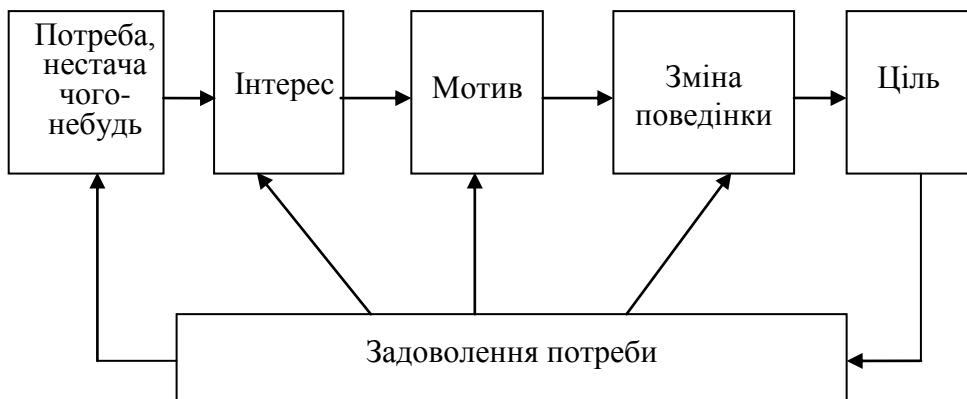 Потреба,
нестача
чого-
небудь
Інтерес
Мотив
Зміна
поведінки
Ціль
Задоволення потреби